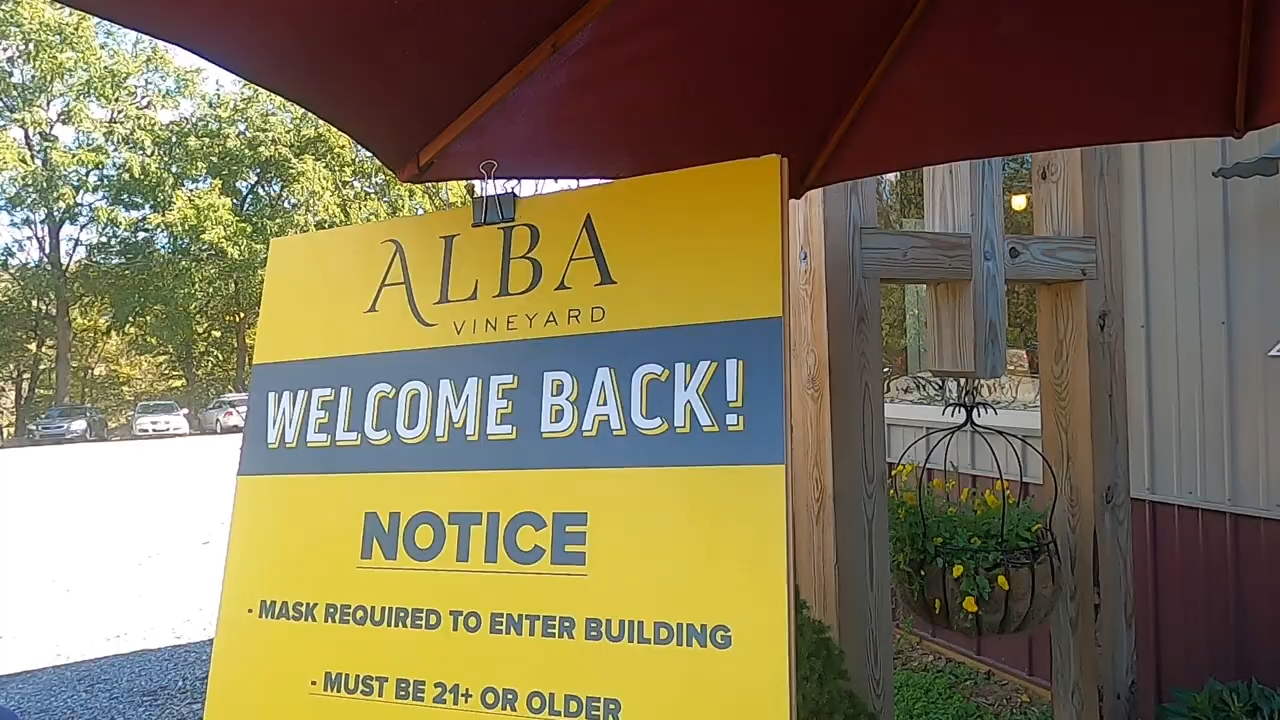 ALBA
VINEYARD
WELCOME BACK!
NOTICE
- MASK REQUIRED TO ENTER BUILDING
- MUST BE 21+ OR OLDER